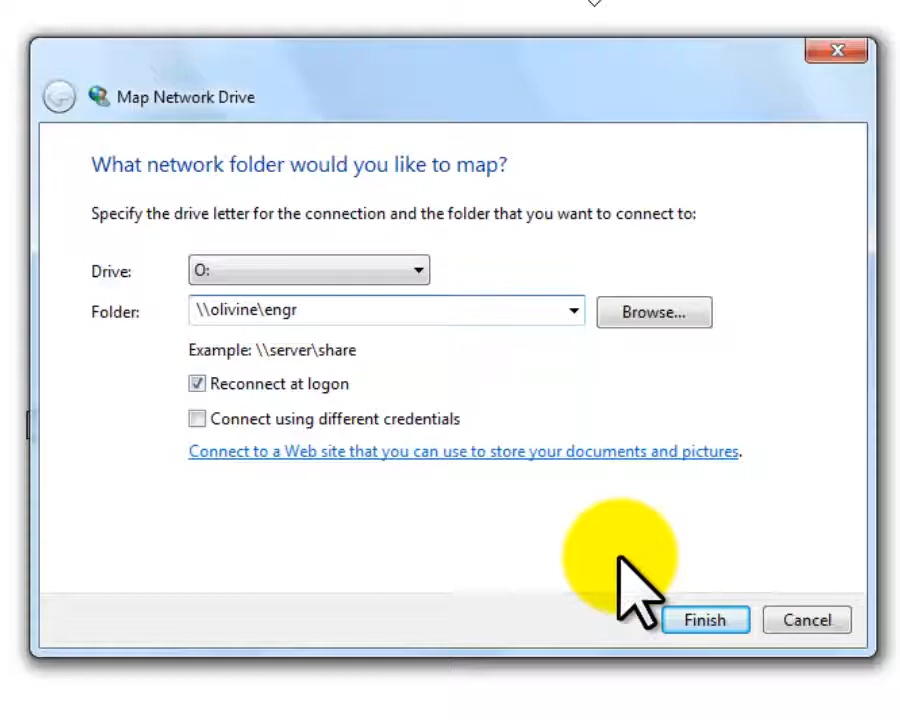 Map Network Drive
What network folder would you like to map?
Specify the drive letter for the connection and the folder that you want to connect to:
Drive: O:
Folder: \\olivine\engr Browse...
Example: \\server\share
Reconnect at logon
Connect using different credentials
Connect to a Web site that you can use to store your documents and pictures.
Finish Cancel